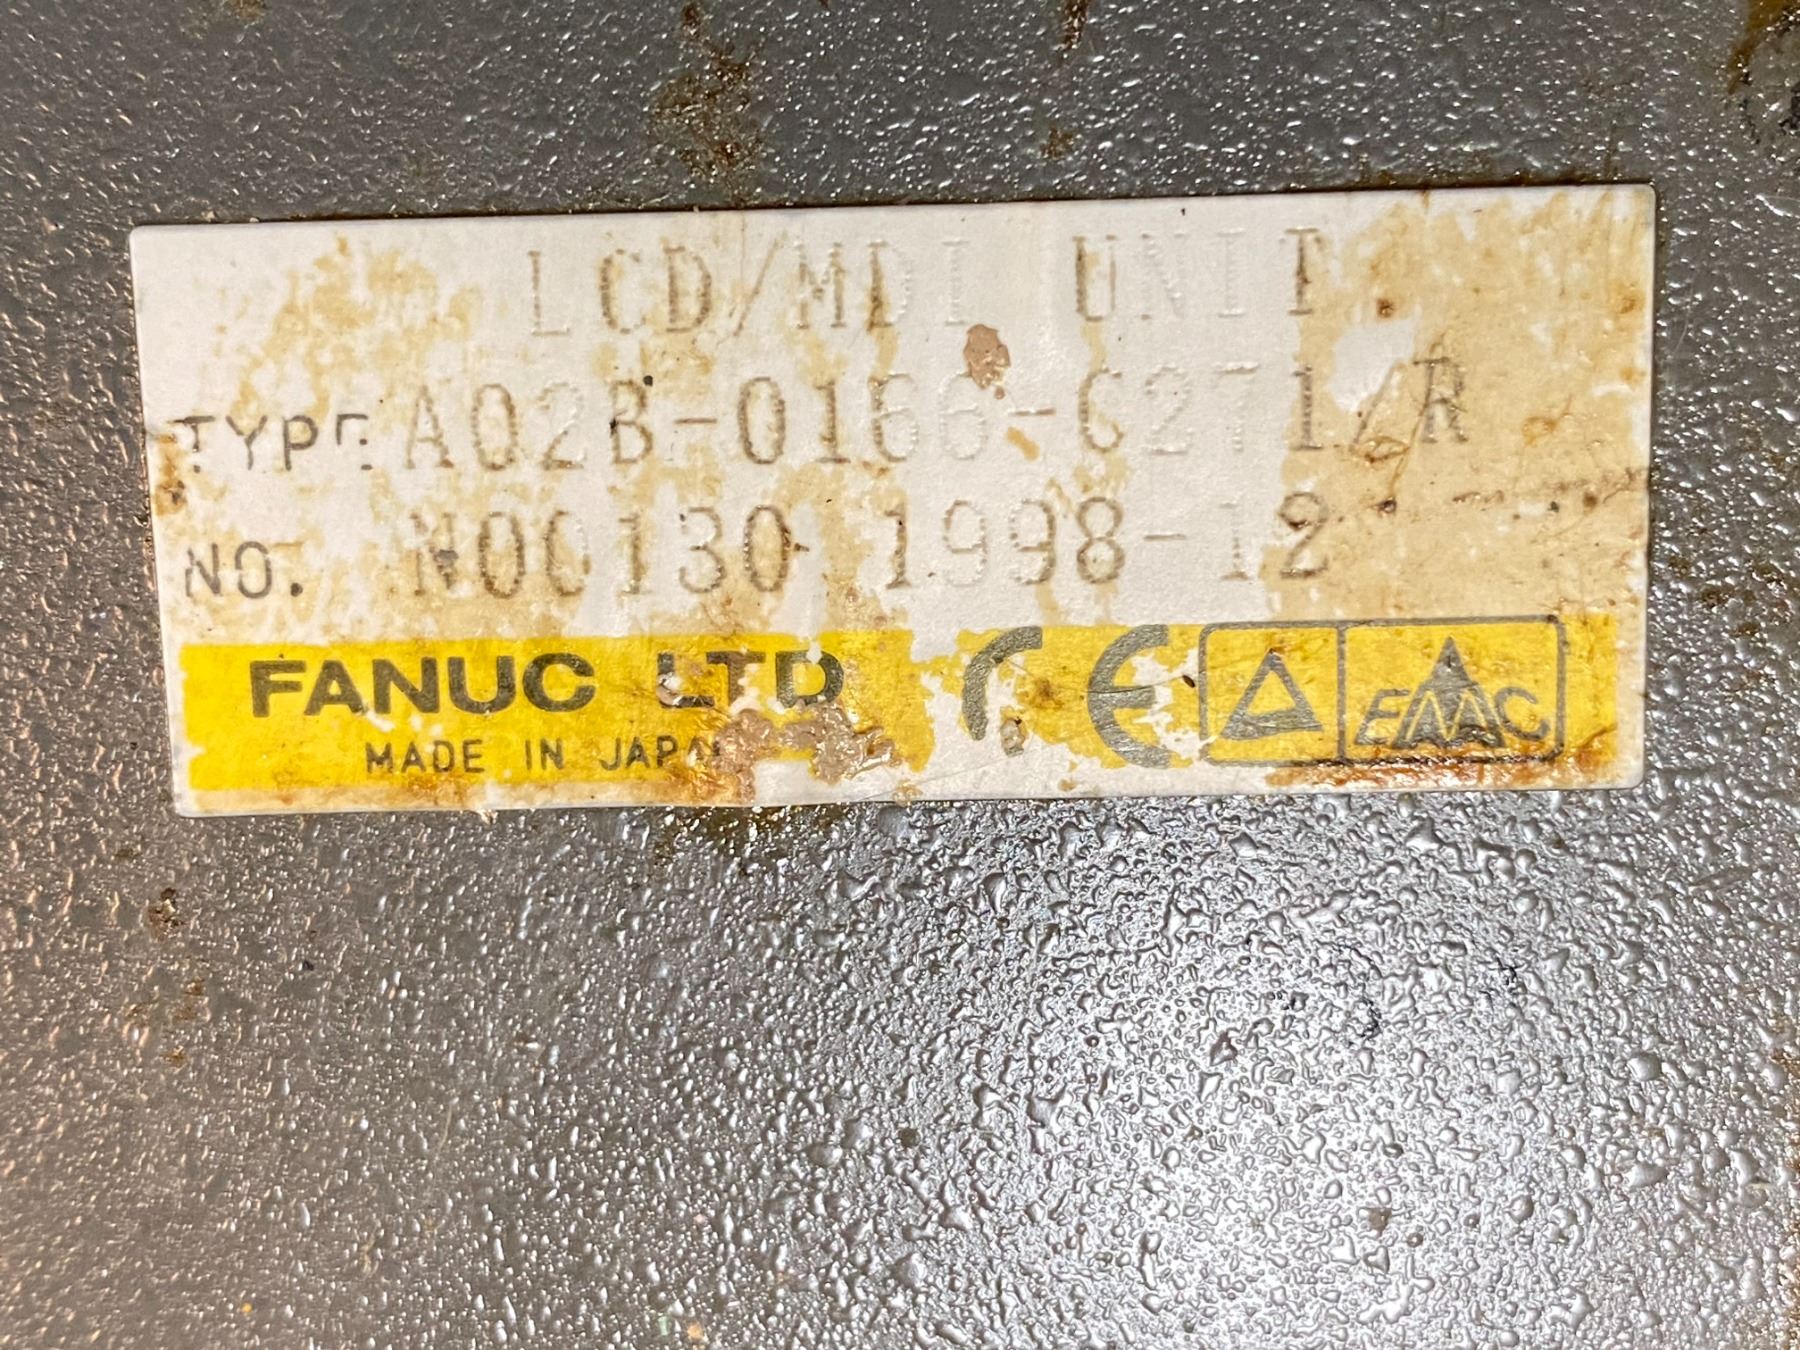 LCD/MDI UNIT
TYPE A02B-0166-C271/R
NO. N00130 1998-12
FANUC LTD CE EMC
MADE IN JAPAN